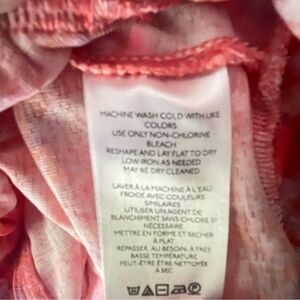 MACHINE WASH COLD WITH LIKE
COLORS
USE ONLY NON-CHLORINE
BLEACH
RESHAPE AND LAY FLAT TO DRY
LOW IRON AS NEEDED
MAY BE DRY CLEANED
LAVER À LA MACHINE À L'EAU
FROIDE AVEC COULEURS
SIMILAIRES
UTILISER UN AGENT DE
BLANCHIMENT SANS CHLORE SI
NÉCESSAIRE
METTRE EN FORME ET SÉCHER
À PLAT
REPASSER, AU BESOIN, À TRÈS
BASSE TEMPÉRATURE
PEUT-ÊTRE ÊTRE NETTOYÉ
À SEC